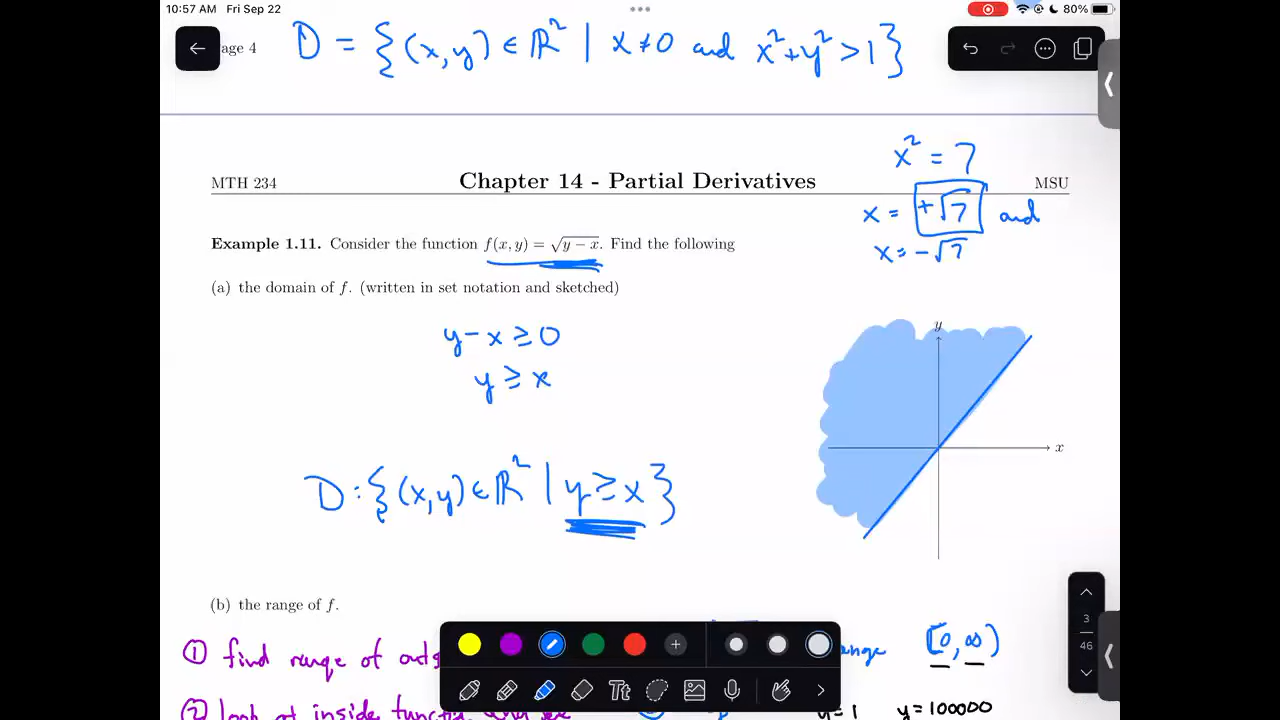 10:57 AM Fri Sep 22
80%
age 4
D = {(x,y) ∈ ℝ² | x ≠ 0 and x²+y² > 1}
x² = 7
MTH 234 Chapter 14 - Partial Derivatives MSU
x = +√7 and
x = -√7
Example 1.11. Consider the function f(x, y) = √(y − x). Find the following
(a) the domain of f. (written in set notation and sketched)
y
y-x ≥ 0
y ≥ x
x
D: {(x,y) ∈ ℝ² | y ≥ x}
(b) the range of f.
① find range of
ange [0, ∞)
② look at inside
y = 100000
Tt
3
46